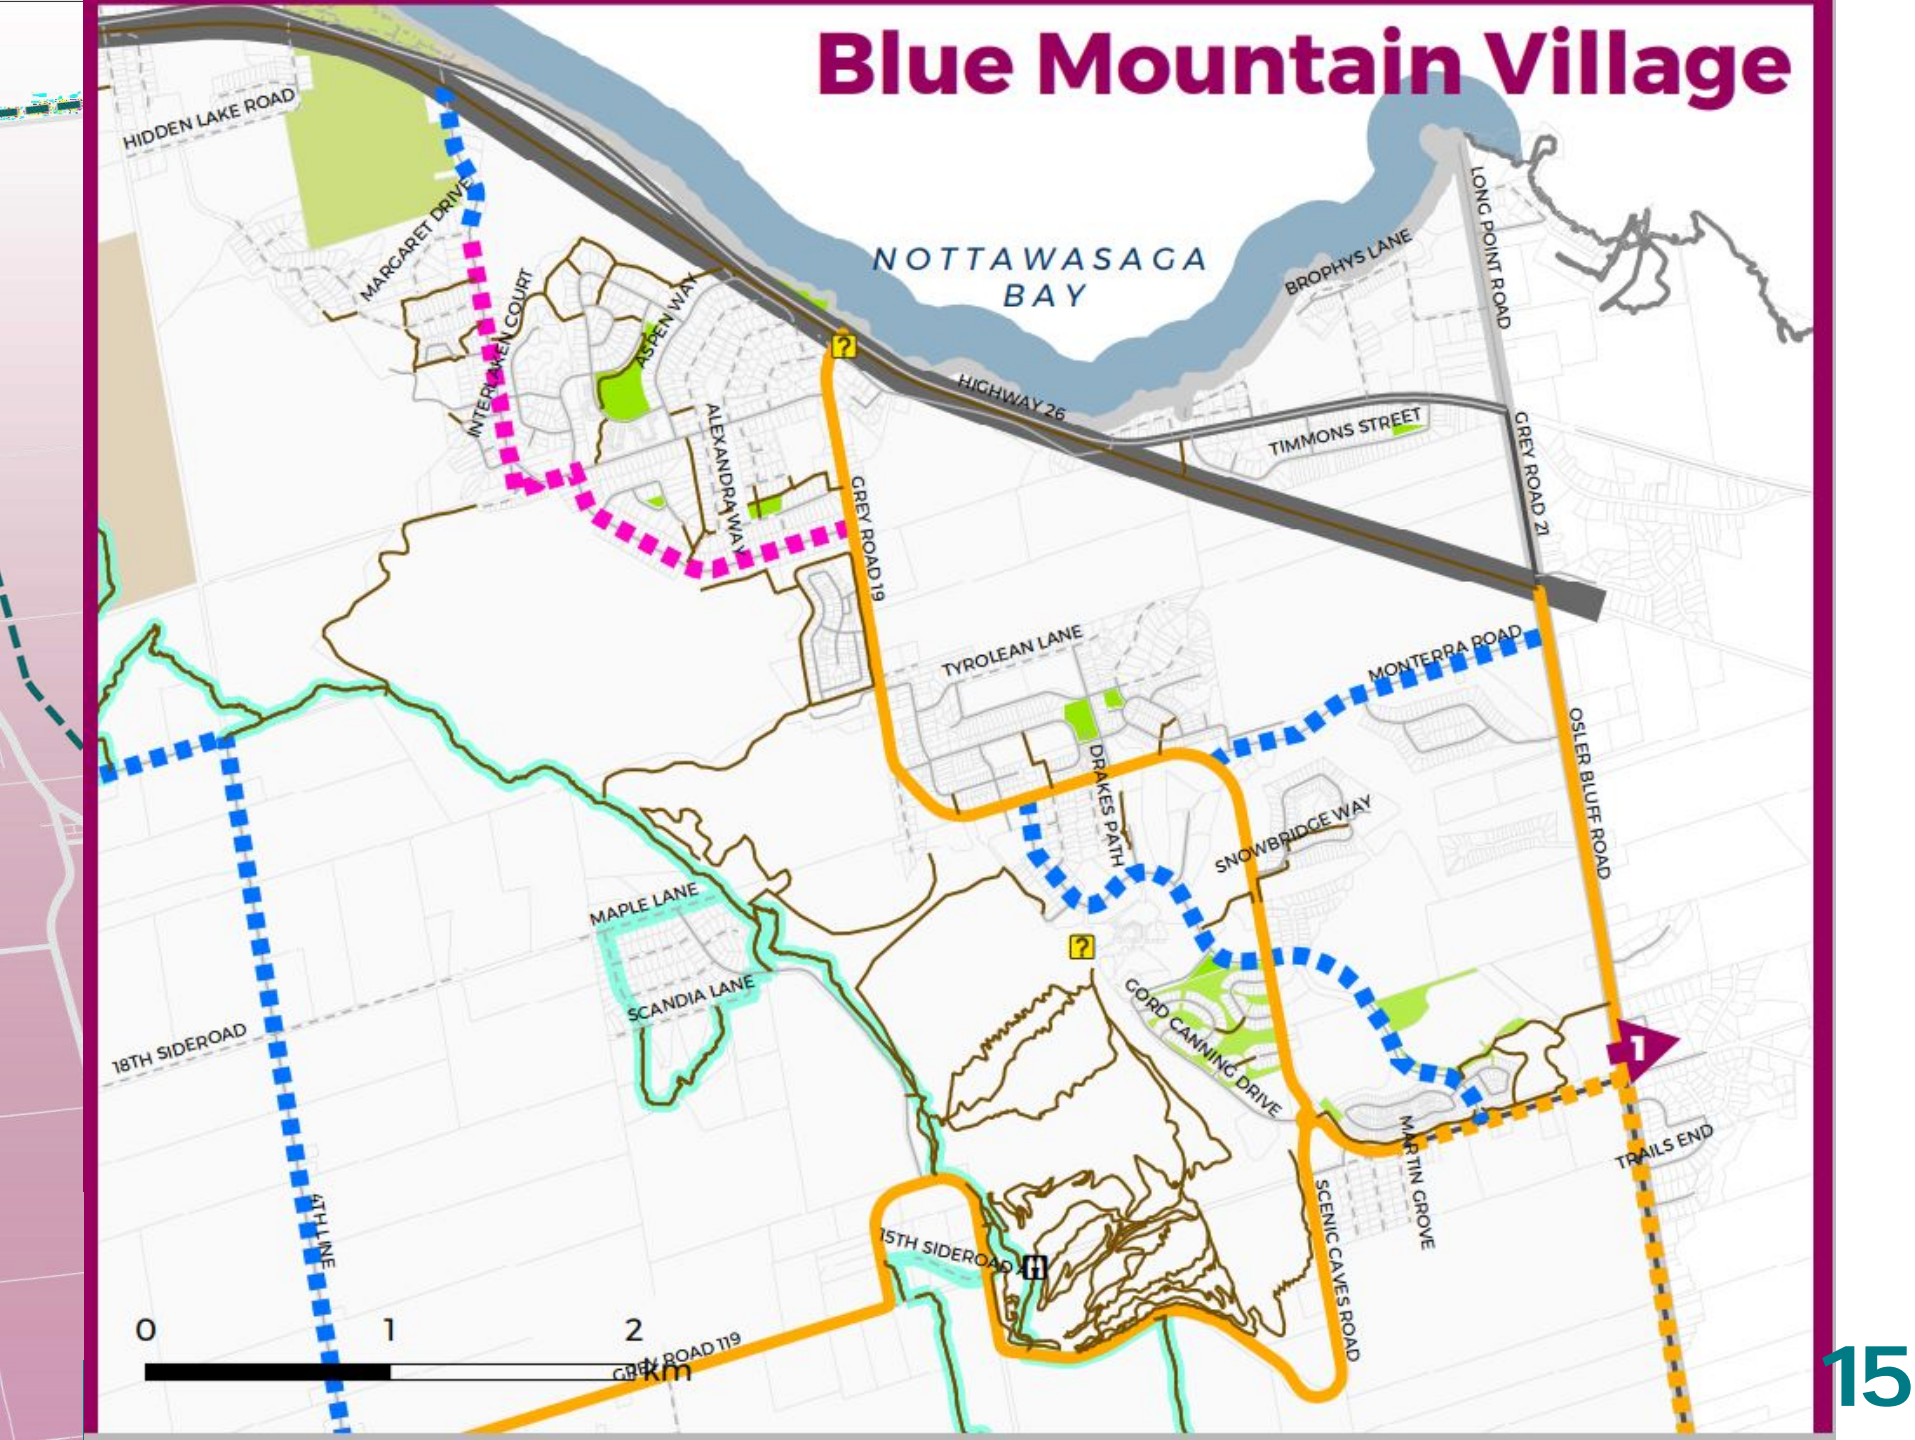 Blue Mountain Village
HIDDEN LAKE ROAD
MARGARET DRIVE
INTERLAKEN COURT
ASPEN WAY
ALEXANDRA WAY
NOTTAWASAGA
BAY
BROPHYS LANE
LONG POINT ROAD
?
HIGHWAY 26
TIMMONS STREET
GREY ROAD 21
GREY ROAD 19
TYROLEAN LANE
MONTERRA ROAD
OSLER BLUFF ROAD
DRAKES PATH
SNOWBRIDGE WAY
MAPLE LANE
?
SCANDIA LANE
GORD CANNING DRIVE
18TH SIDEROAD
1
MARTIN GROVE
TRAILS END
4TH LINE
15TH SIDEROAD
SCENIC CAVES ROAD
0 1 2
km
GREY ROAD 119
15